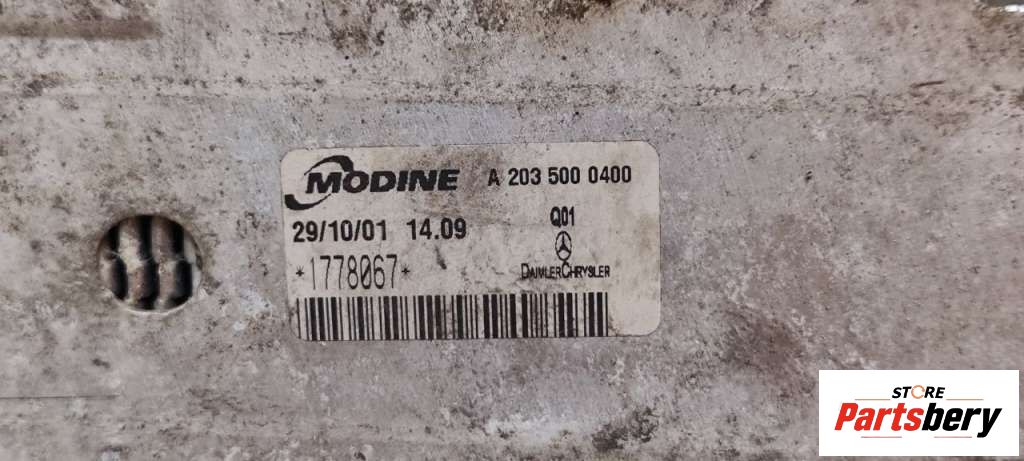 MODINE A 203 500 0400
29/10/01 14.09 Q01
*1778067* DAIMLERCHRYSLER
STORE
Partsbery